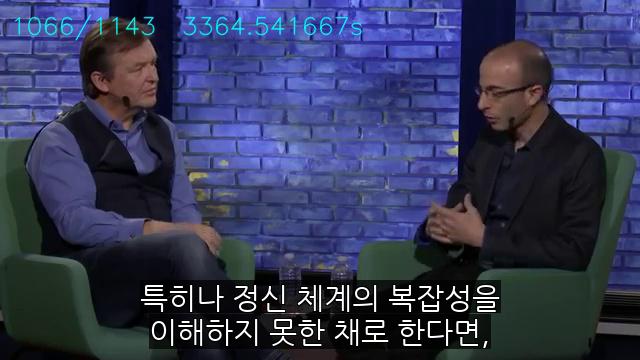 1066/1143 3364.541667s
특히나 정신 체계의 복잡성을
이해하지 못한 채로 한다면,